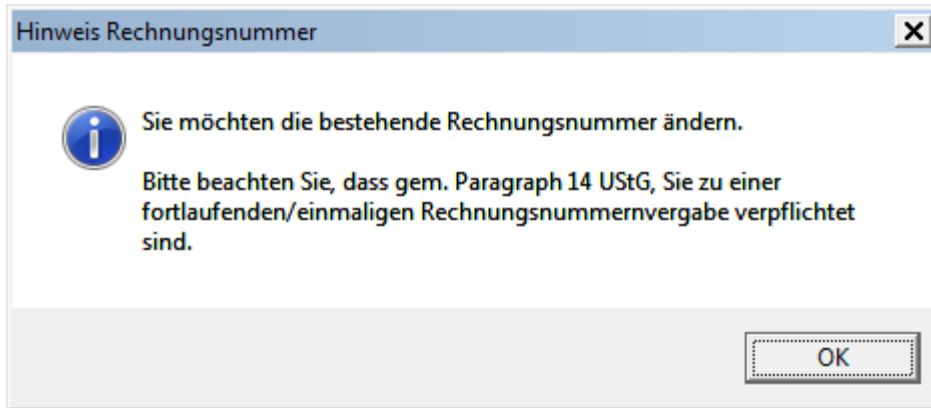 Hinweis Rechnungsnummer
Sie möchten die bestehende Rechnungsnummer ändern.
Bitte beachten Sie, dass gem. Paragraph 14 UStG, Sie zu einer
fortlaufenden/einmaligen Rechnungsnummernvergabe verpflichtet
sind.
OK